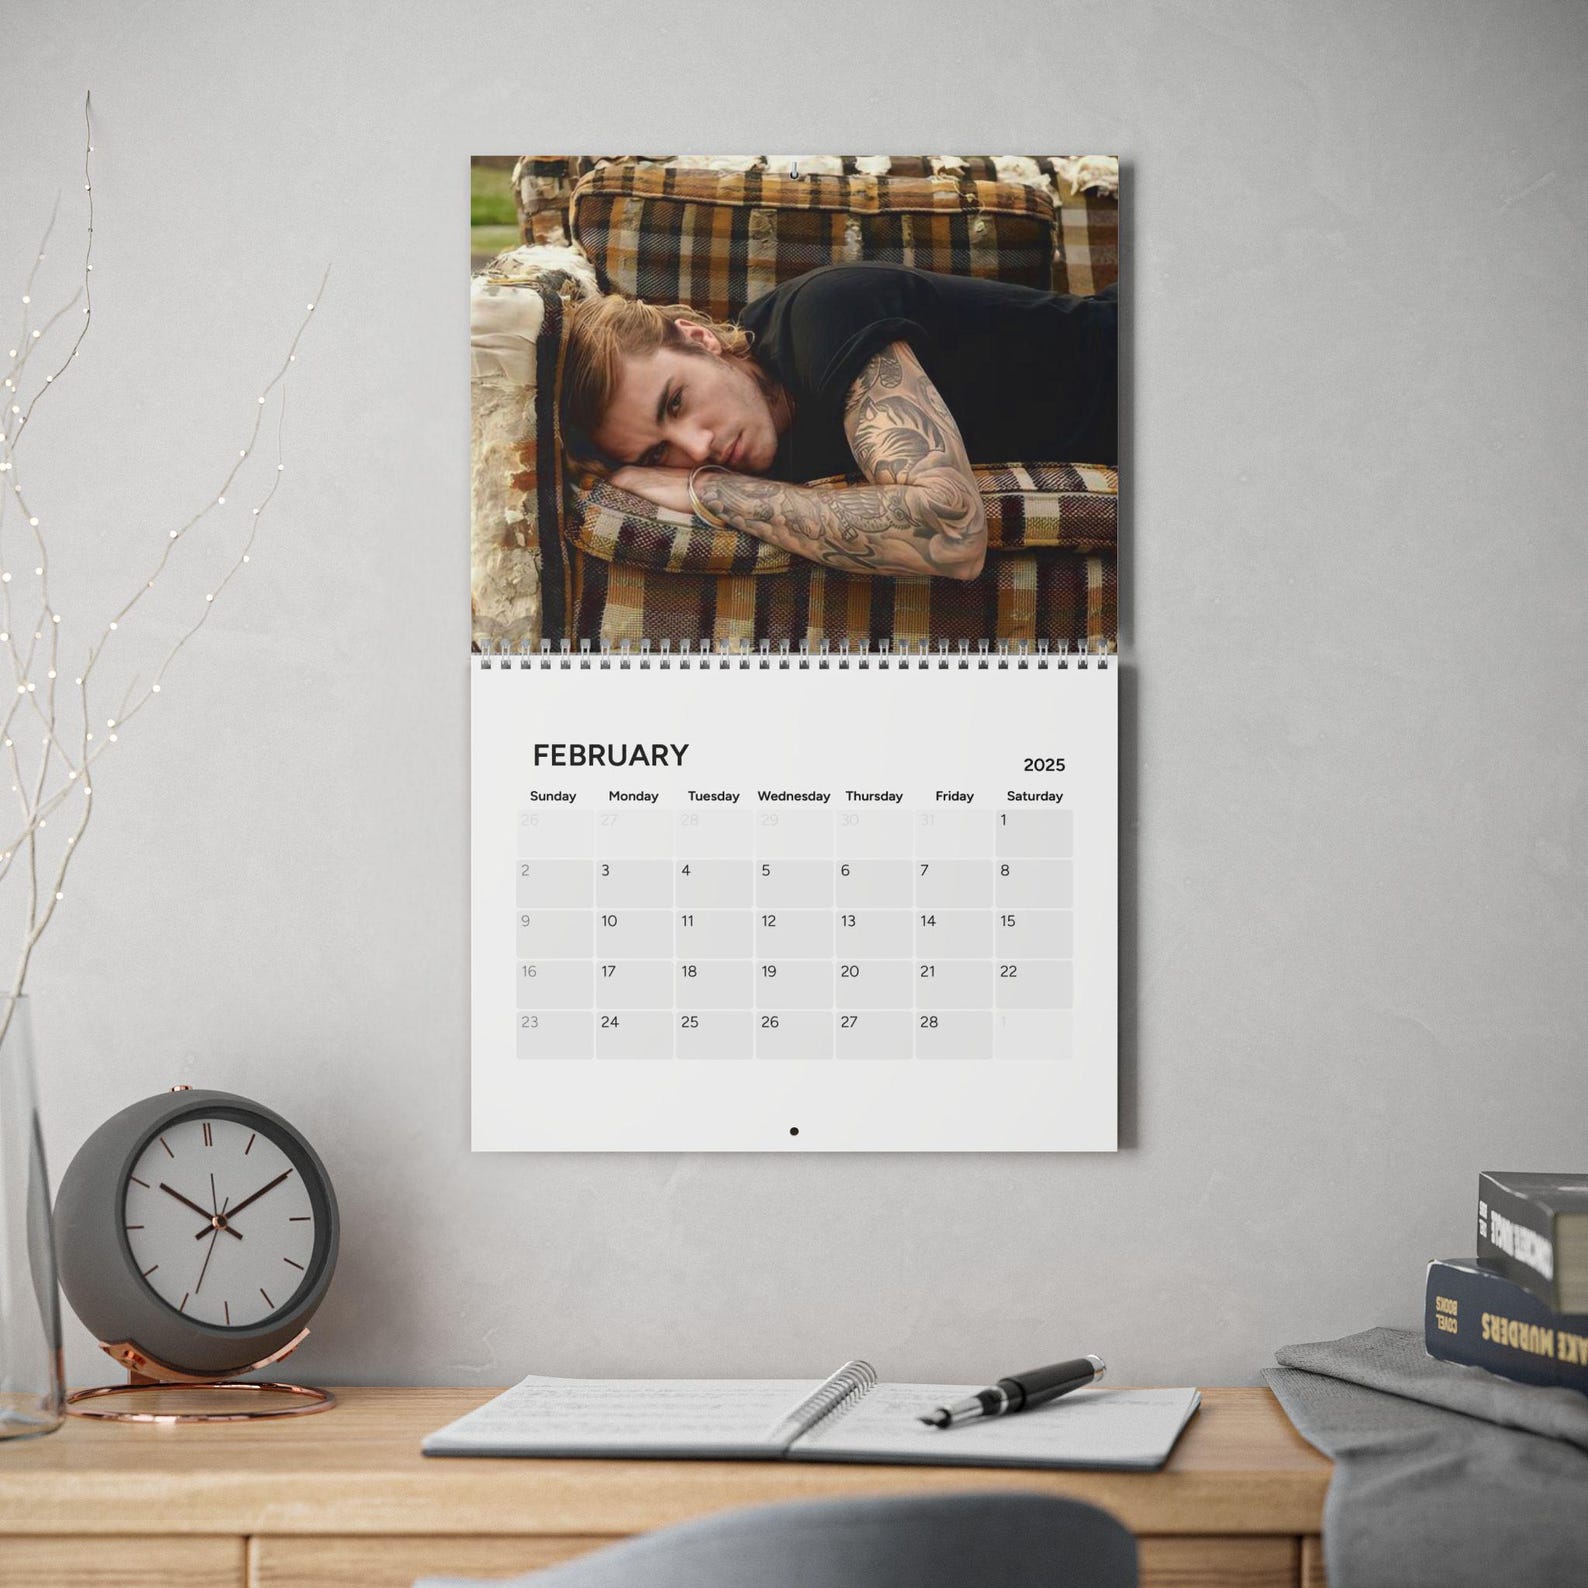 FEBRUARY
2025
Sunday Monday Tuesday Wednesday Thursday Friday Saturday
26 27 28 29 30 31 1
2 3 4 5 6 7 8
9 10 11 12 13 14 15
16 17 18 19 20 21 22
23 24 25 26 27 28 1
COVEL
BOOKS
MURDERS